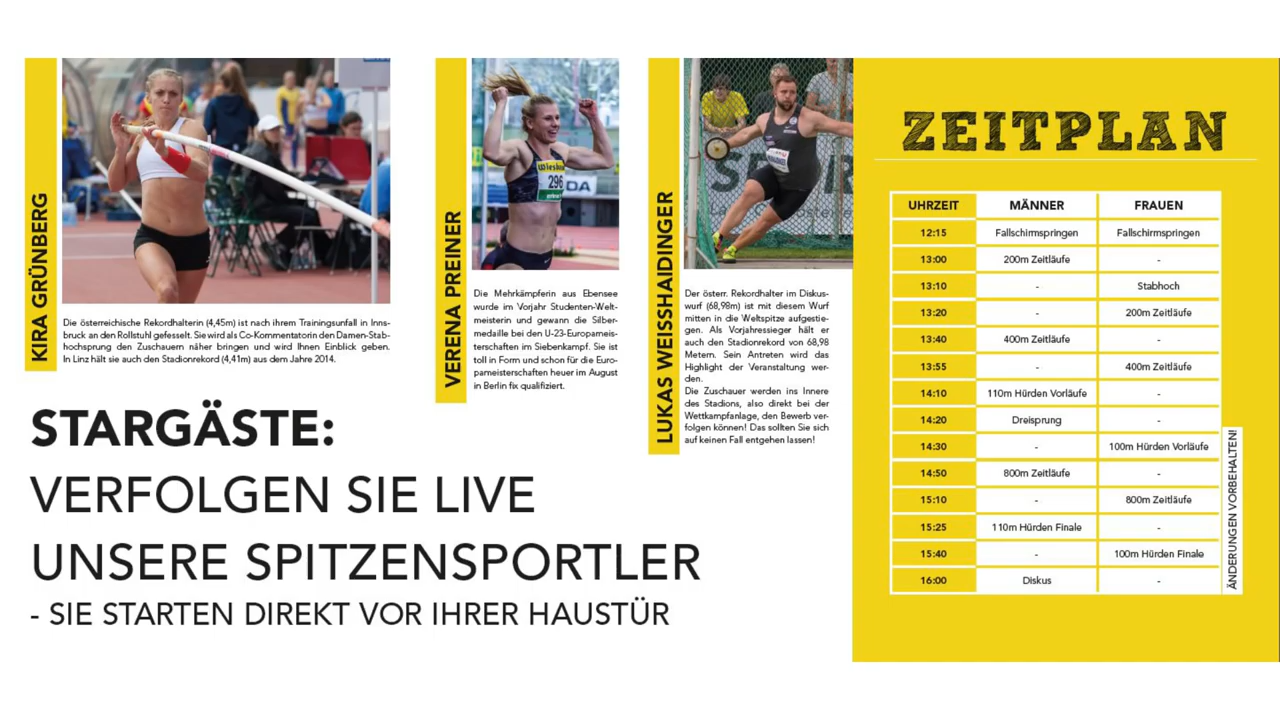 KIRA GRÜNBERG
Die österreichische Rekordhalterin (4,45m) ist nach ihrem Trainingsunfall in Inns-
bruck an den Rollstuhl gefesselt. Sie wird als Co-Kommentatorin den Damen-Stab-
hochsprung den Zuschauern näher bringen und wird Ihnen Einblick geben.
In Linz hält sie auch den Stadionrekord (4,41m) aus dem Jahre 2014.
VERENA PREINER
296
Die Mehrkämpferin aus Ebensee
wurde im Vorjahr Studenten-Welt-
meisterin und gewann die Silber-
medaille bei den U-23-Europameis-
terschaften im Siebenkampf. Sie ist
toll in Form und schon für die Euro-
pameisterschaften heuer im August
in Berlin fix qualifiziert.
LUKAS WEISSHAIDINGER
Der österr. Rekordhalter im Diskus-
wurf (68,98m) ist mit diesem Wurf
mitten in die Weltspitze aufgestie-
gen. Als Vorjahressieger hält er
auch den Stadionrekord von 68,98
Metern. Sein Antreten wird das
Highlight der Veranstaltung wer-
den.
Die Zuschauer werden ins Innere
des Stadions, also direkt bei der
Wettkampfanlage, den Bewerb ver-
folgen können! Das sollten Sie sich
auf keinen Fall entgehen lassen!
STARGÄSTE:
VERFOLGEN SIE LIVE
UNSERE SPITZENSPORTLER
- SIE STARTEN DIREKT VOR IHRER HAUSTÜR
ZEITPLAN
UHRZEIT MÄNNER FRAUEN
12:15 Fallschirmspringen Fallschirmspringen
13:00 200m Zeitläufe -
13:10 - Stabhoch
13:20 - 200m Zeitläufe
13:40 400m Zeitläufe -
13:55 - 400m Zeitläufe
14:10 110m Hürden Vorläufe -
14:20 Dreisprung -
14:30 - 100m Hürden Vorläufe
14:50 800m Zeitläufe -
15:10 - 800m Zeitläufe
15:25 110m Hürden Finale -
15:40 - 100m Hürden Finale
16:00 Diskus -
ÄNDERUNGEN VORBEHALTEN!